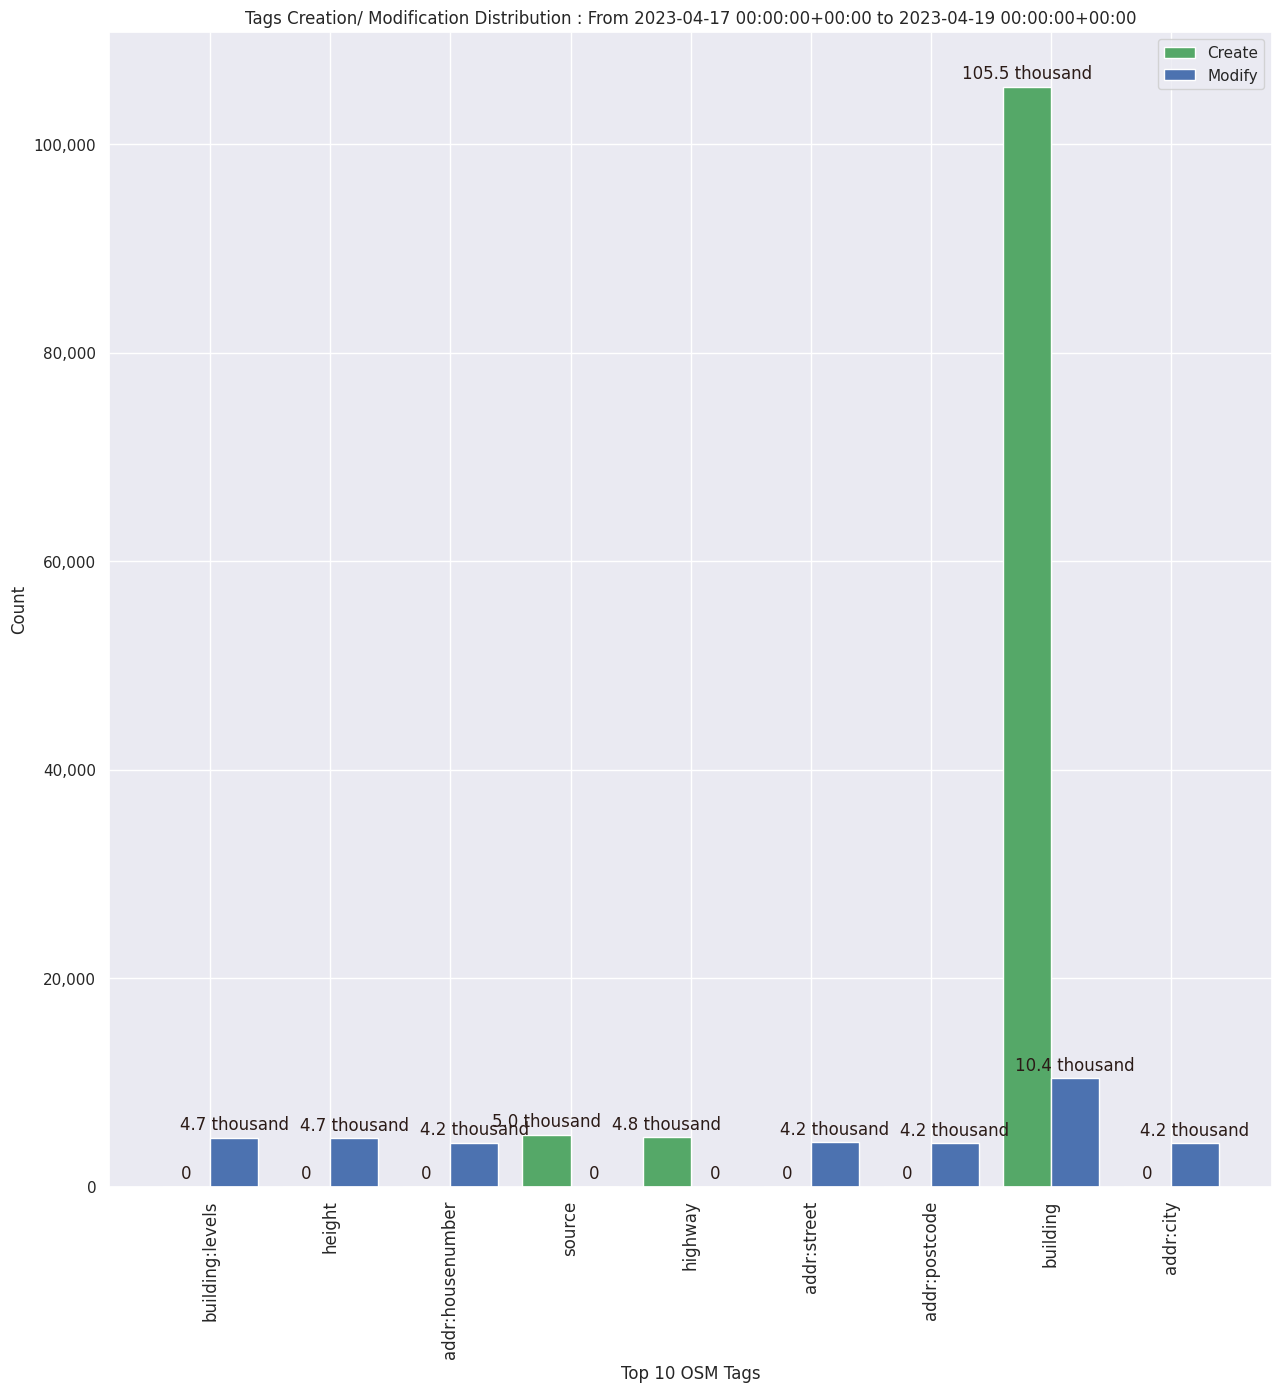 Tags Creation/ Modification Distribution : From 2023-04-17 00:00:00+00:00 to 2023-04-19 00:00:00+00:00
Create
Modify
105.5 thousand
100,000
80,000
60,000
Count
40,000
20,000
10.4 thousand
4.7 thousand
4.7 thousand
4.2 thousand
5.0 thousand
4.8 thousand
4.2 thousand
4.2 thousand
4.2 thousand
0
0
0
0
0
0
0
0
0
building:levels
height
addr:housenumber
source
highway
addr:street
addr:postcode
building
addr:city
Top 10 OSM Tags